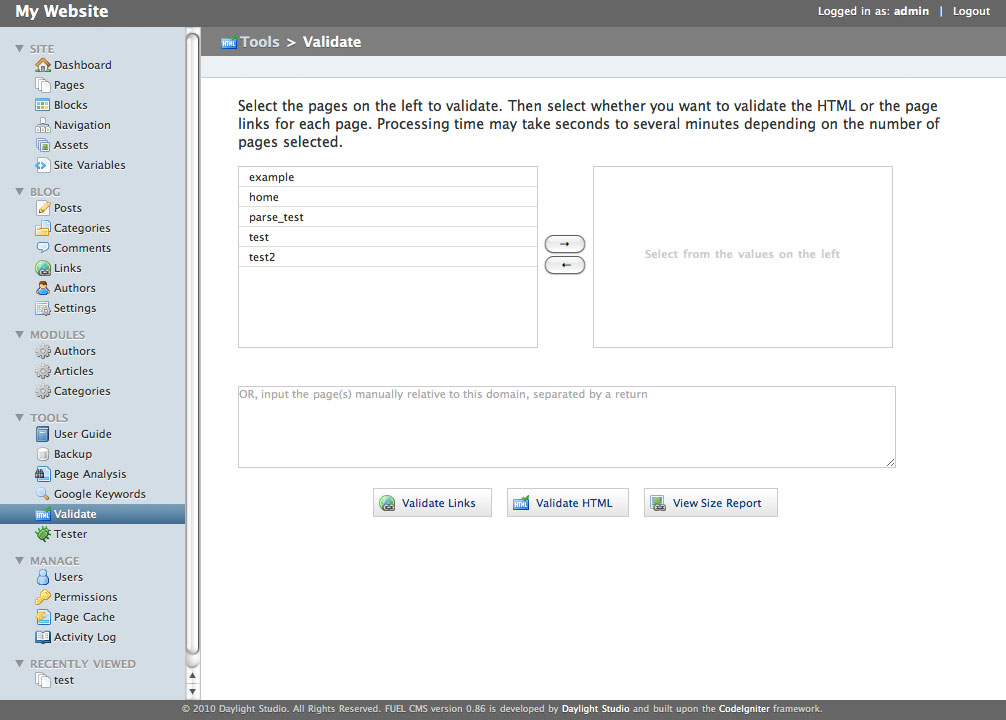 My Website
Logged in as: admin | Logout
SITE
Dashboard
Pages
Blocks
Navigation
Assets
Site Variables
BLOG
Posts
Categories
Comments
Links
Authors
Settings
MODULES
Authors
Articles
Categories
TOOLS
User Guide
Backup
Page Analysis
Google Keywords
Validate
Tester
MANAGE
Users
Permissions
Page Cache
Activity Log
RECENTLY VIEWED
test
Tools > Validate
Select the pages on the left to validate. Then select whether you want to validate the HTML or the page
links for each page. Processing time may take seconds to several minutes depending on the number of
pages selected.
example
home
parse_test
test
test2
Select from the values on the left
OR, input the page(s) manually relative to this domain, separated by a return
Validate Links
Validate HTML
View Size Report
© 2010 Daylight Studio. All Rights Reserved. FUEL CMS version 0.86 is developed by Daylight Studio and built upon the CodeIgniter framework.